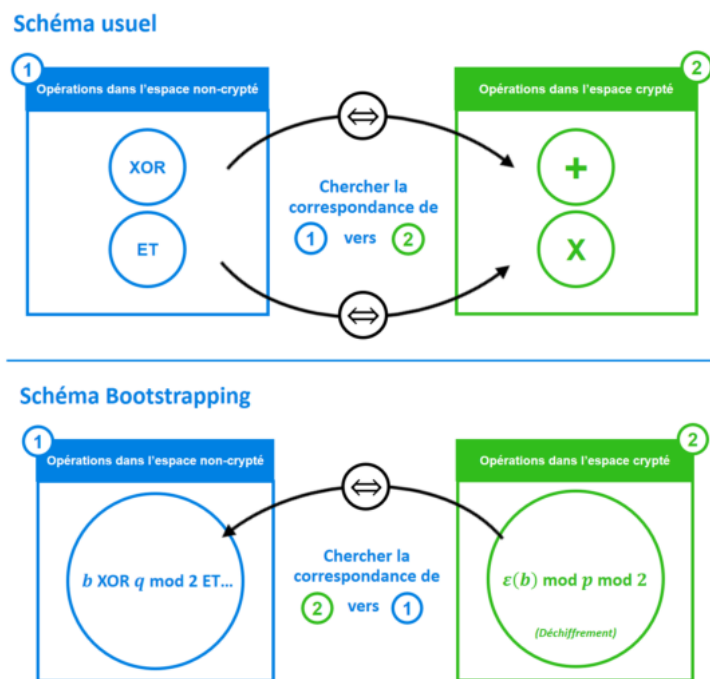 Schéma usuel
1
2
Opérations dans l'espace non-crypté
Opérations dans l'espace crypté
⇔
XOR
+
Chercher la
correspondance de
1 vers 2
ET
X
⇔
Schéma Bootstrapping
1
2
Opérations dans l'espace non-crypté
Opérations dans l'espace crypté
⇔
b XOR q mod 2 ET...
Chercher la
correspondance de
2 vers 1
ε(b) mod p mod 2
(Déchiffrement)